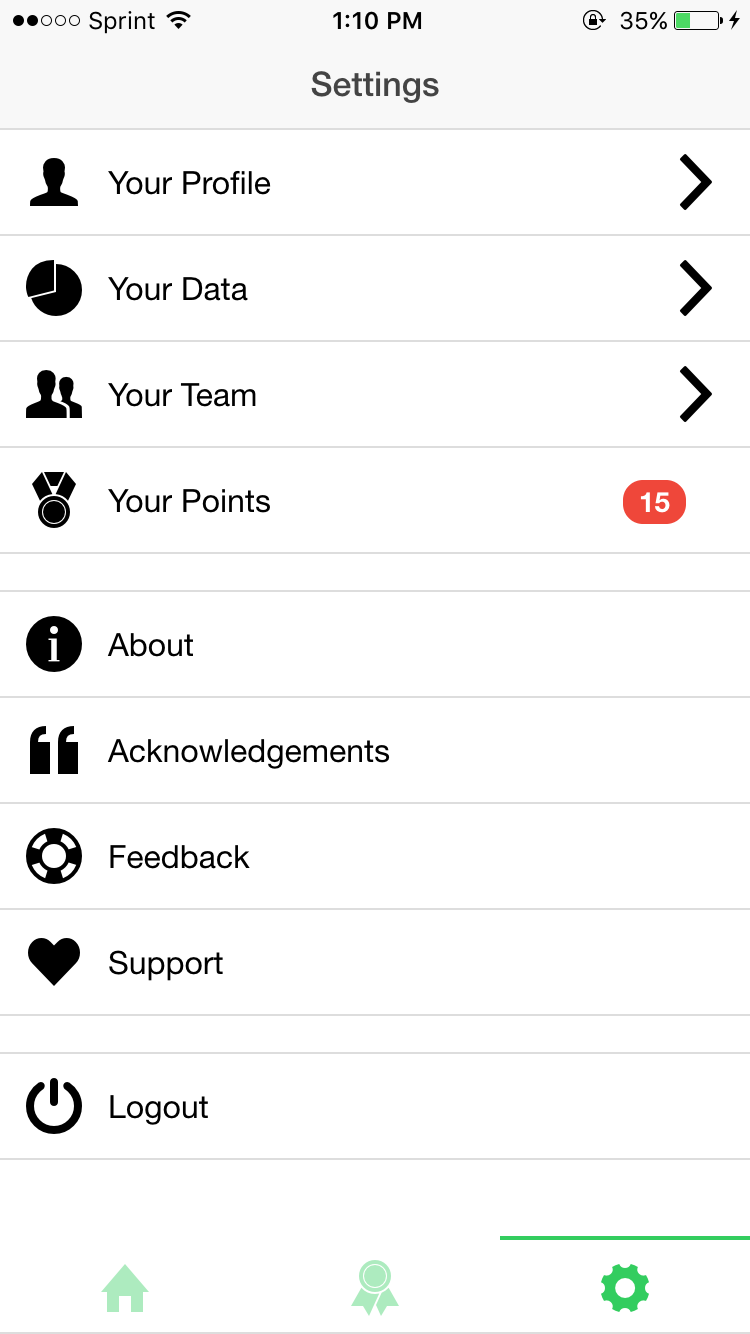 Sprint 1:10 PM 35%
Settings
Your Profile
Your Data
Your Team
Your Points 15
About
Acknowledgements
Feedback
Support
Logout